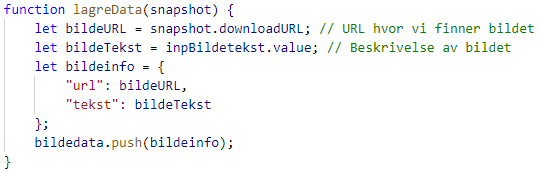 function lagreData(snapshot) {
    let bildeURL = snapshot.downloadURL; // URL hvor vi finner bildet
    let bildeTekst = inpBildetekst.value; // Beskrivelse av bildet
    let bildeinfo = {
        "url": bildeURL,
        "tekst": bildeTekst
    };
    bildedata.push(bildeinfo);
}